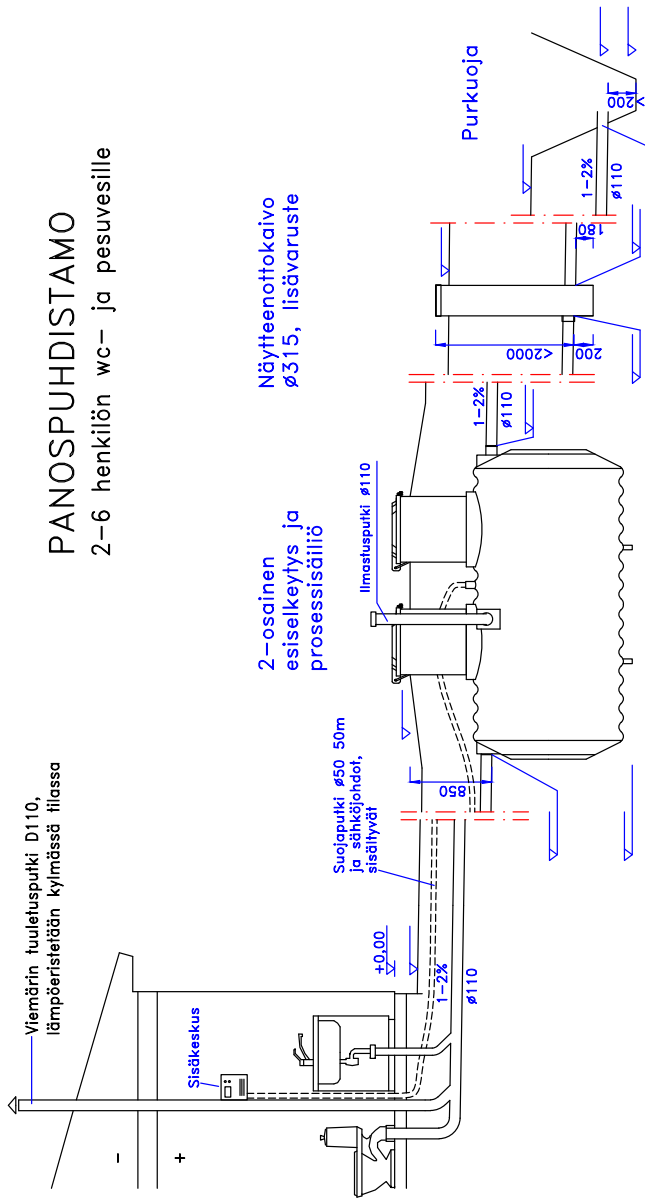 PANOSPUHDISTAMO
2-6 henkilön wc- ja pesuvesille
Viemärin tuuletusputki D110,
lämpöeristetään kylmässä tilassa
-
+
Sisäkeskus
+0,00
1-2%
ø110
Suojaputki ø50 50m
ja sähköjohdot,
sisältyvät
850
2-osainen
esiselkeytys ja
prosessisäiliö
Ilmastusputki ø110
1-2%
ø110
Näytteenottokaivo
ø315, lisävaruste
<2000
200
180
1-2%
ø110
Purkuoja
200